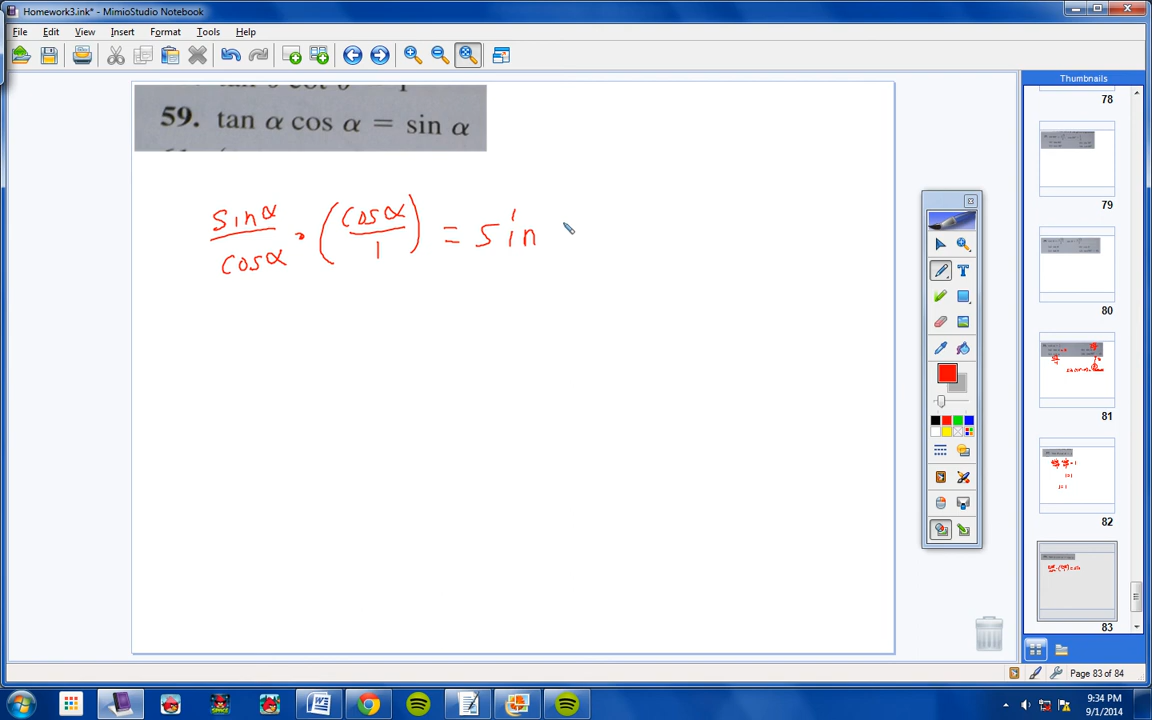 Homework3.ink* - MimioStudio Notebook
File Edit View Insert Format Tools Help
Thumbnails
59. tan α cos α = sin α
sinα/cosα · (cosα/1) = sin
78
79
80
81
82
83
Page 83 of 84
9:34 PM
9/1/2014